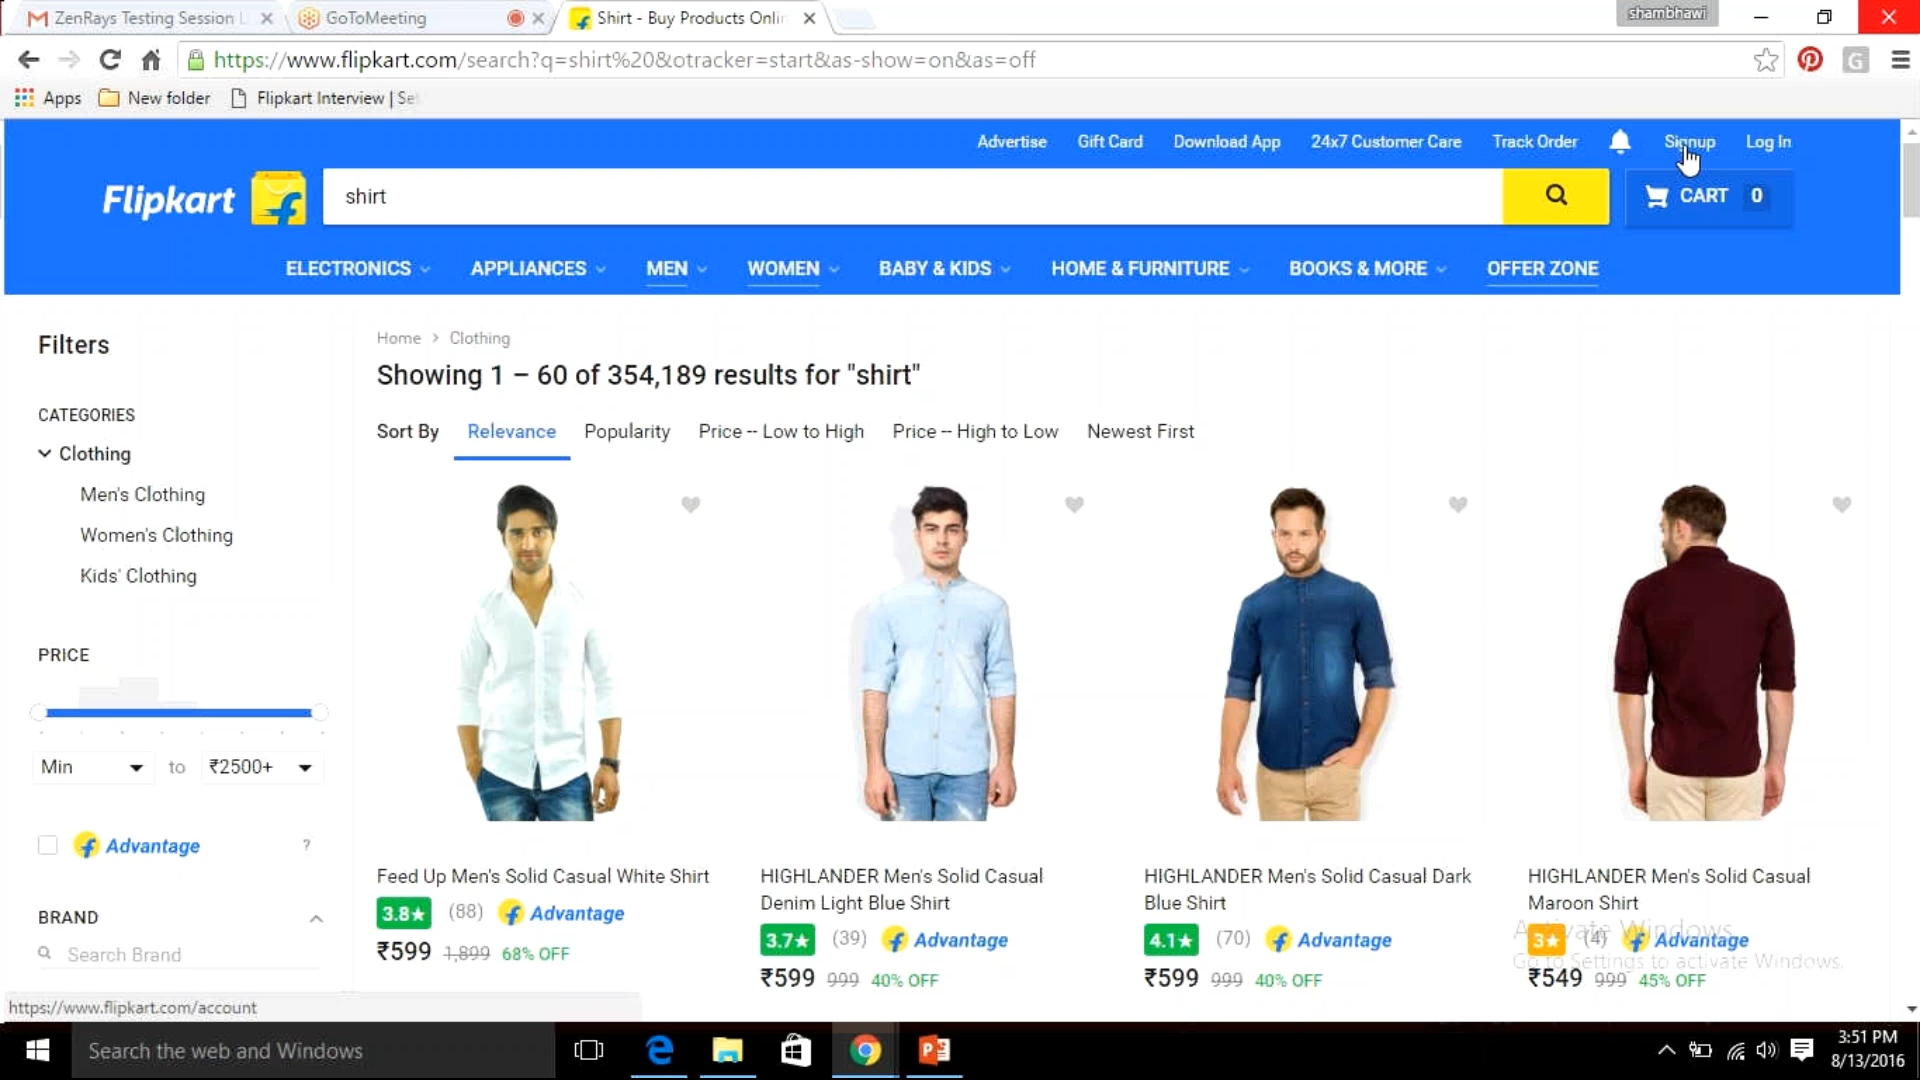 ZenRays Testing Session
GoToMeeting
Shirt - Buy Products Onli
shambhawi
https://www.flipkart.com/search?q=shirt%20&otracker=start&as-show=on&as=off
G
Apps
New folder
Flipkart Interview | Se
Advertise
Gift Card
Download App
24x7 Customer Care
Track Order
Signup
Log In
Flipkart
shirt
CART 0
ELECTRONICS
APPLIANCES
MEN
WOMEN
BABY & KIDS
HOME & FURNITURE
BOOKS & MORE
OFFER ZONE
Filters
Home > Clothing
Showing 1 – 60 of 354,189 results for "shirt"
CATEGORIES
Sort By
Relevance
Popularity
Price -- Low to High
Price -- High to Low
Newest First
Clothing
Men's Clothing
Women's Clothing
Kids' Clothing
PRICE
Min to ₹2500+
Advantage ?
BRAND
Search Brand
Feed Up Men's Solid Casual White Shirt
3.8★ (88) Advantage
₹599 1,899 68% OFF
HIGHLANDER Men's Solid Casual
Denim Light Blue Shirt
3.7★ (39) Advantage
₹599 999 40% OFF
HIGHLANDER Men's Solid Casual Dark
Blue Shirt
4.1★ (70) Advantage
₹599 999 40% OFF
HIGHLANDER Men's Solid Casual
Maroon Shirt
3★ (4) Advantage
₹549 999 45% OFF
Activate Windows
Go to Settings to activate Windows.
https://www.flipkart.com/account
Search the web and Windows
3:51 PM
8/13/2016